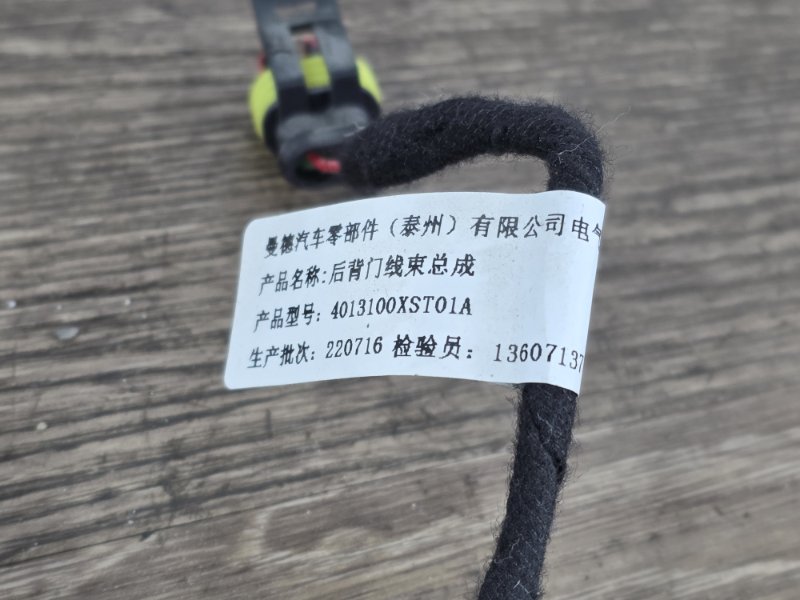 曼德汽车零部件（泰州）有限公司电气
产品名称:后背门线束总成
产品型号: 4013100XST01A
生产批次: 220716 检验员: 13607137